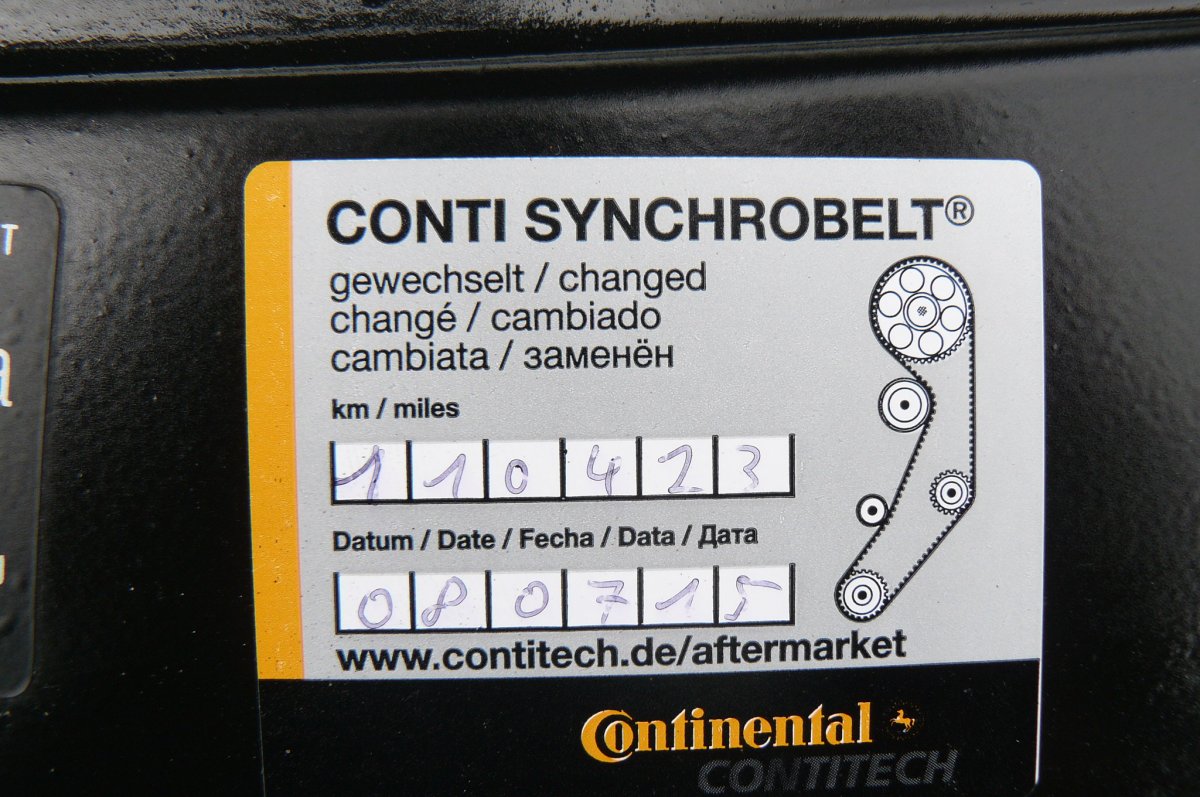 CONTI SYNCHROBELT®
gewechselt / changed
changé / cambiado
cambiata / заменён
km / miles
110423
Datum / Date / Fecha / Data / Дата
080715
www.contitech.de/aftermarket
Continental
CONTITECH